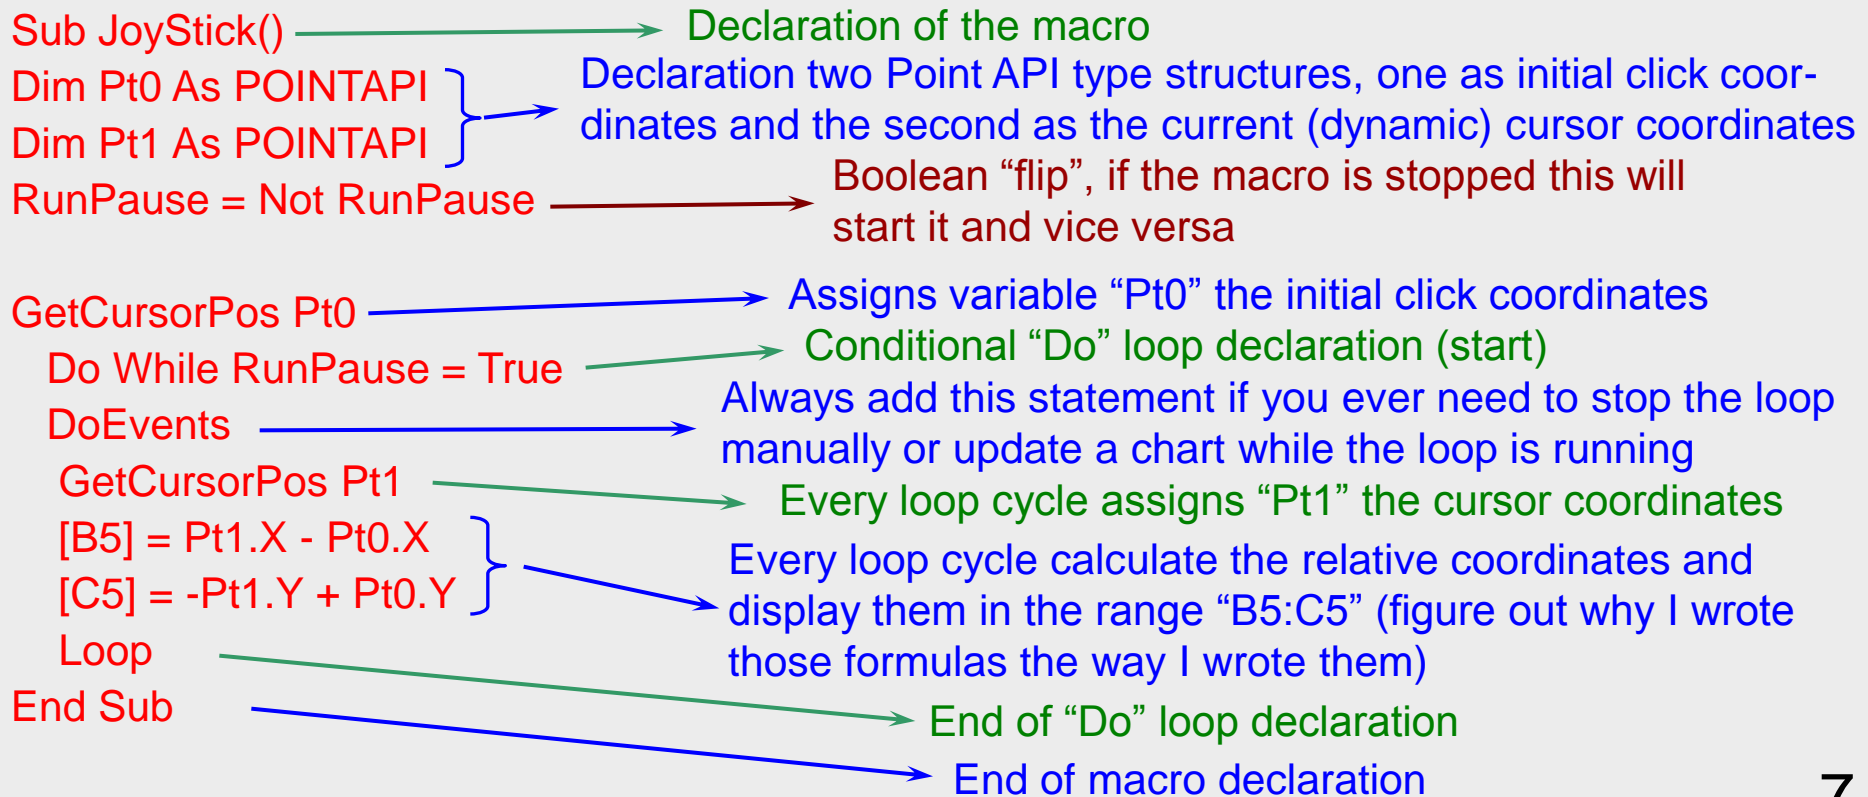 Sub JoyStick()
Declaration of the macro
Dim Pt0 As POINTAPI
Dim Pt1 As POINTAPI
Declaration two Point API type structures, one as initial click coor-
dinates and the second as the current (dynamic) cursor coordinates
RunPause = Not RunPause
Boolean “flip”, if the macro is stopped this will
start it and vice versa
GetCursorPos Pt0
Assigns variable “Pt0” the initial click coordinates
Do While RunPause = True
Conditional “Do” loop declaration (start)
DoEvents
Always add this statement if you ever need to stop the loop
manually or update a chart while the loop is running
GetCursorPos Pt1
Every loop cycle assigns “Pt1” the cursor coordinates
[B5] = Pt1.X - Pt0.X
[C5] = -Pt1.Y + Pt0.Y
Every loop cycle calculate the relative coordinates and
display them in the range “B5:C5” (figure out why I wrote
those formulas the way I wrote them)
Loop
End of “Do” loop declaration
End Sub
End of macro declaration
7